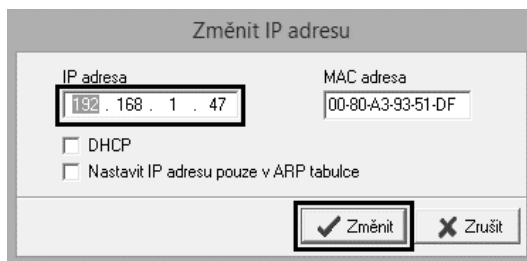 Změnit IP adresu
IP adresa MAC adresa
192 . 168 . 1 . 47 00-80-A3-93-51-DF
DHCP
Nastavit IP adresu pouze v ARP tabulce
Změnit Zrušit